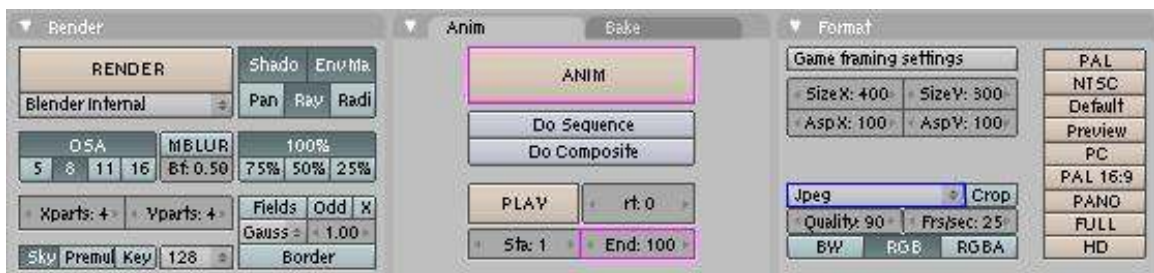 Render
RENDER
Shado EnvMa
Blender Internal
Pan Ray Radi
OSA MBLUR 100%
5 8 11 16 Bf: 0.50 75% 50% 25%
Xparts: 4 Yparts: 4 Fields Odd X
Gauss 1.00
Sky Premul Key 128 Border
Anim Bake
ANIM
Do Sequence
Do Composite
PLAY rt: 0
Sta: 1 End: 100
Format
Game framing settings
SizeX: 400 SizeY: 300
AspX: 100 AspY: 100
Jpeg Crop
Quality: 90 Frs/sec: 25
BW RGB RGBA
PAL
NTSC
Default
Preview
PC
PAL 16:9
PANO
FULL
HD